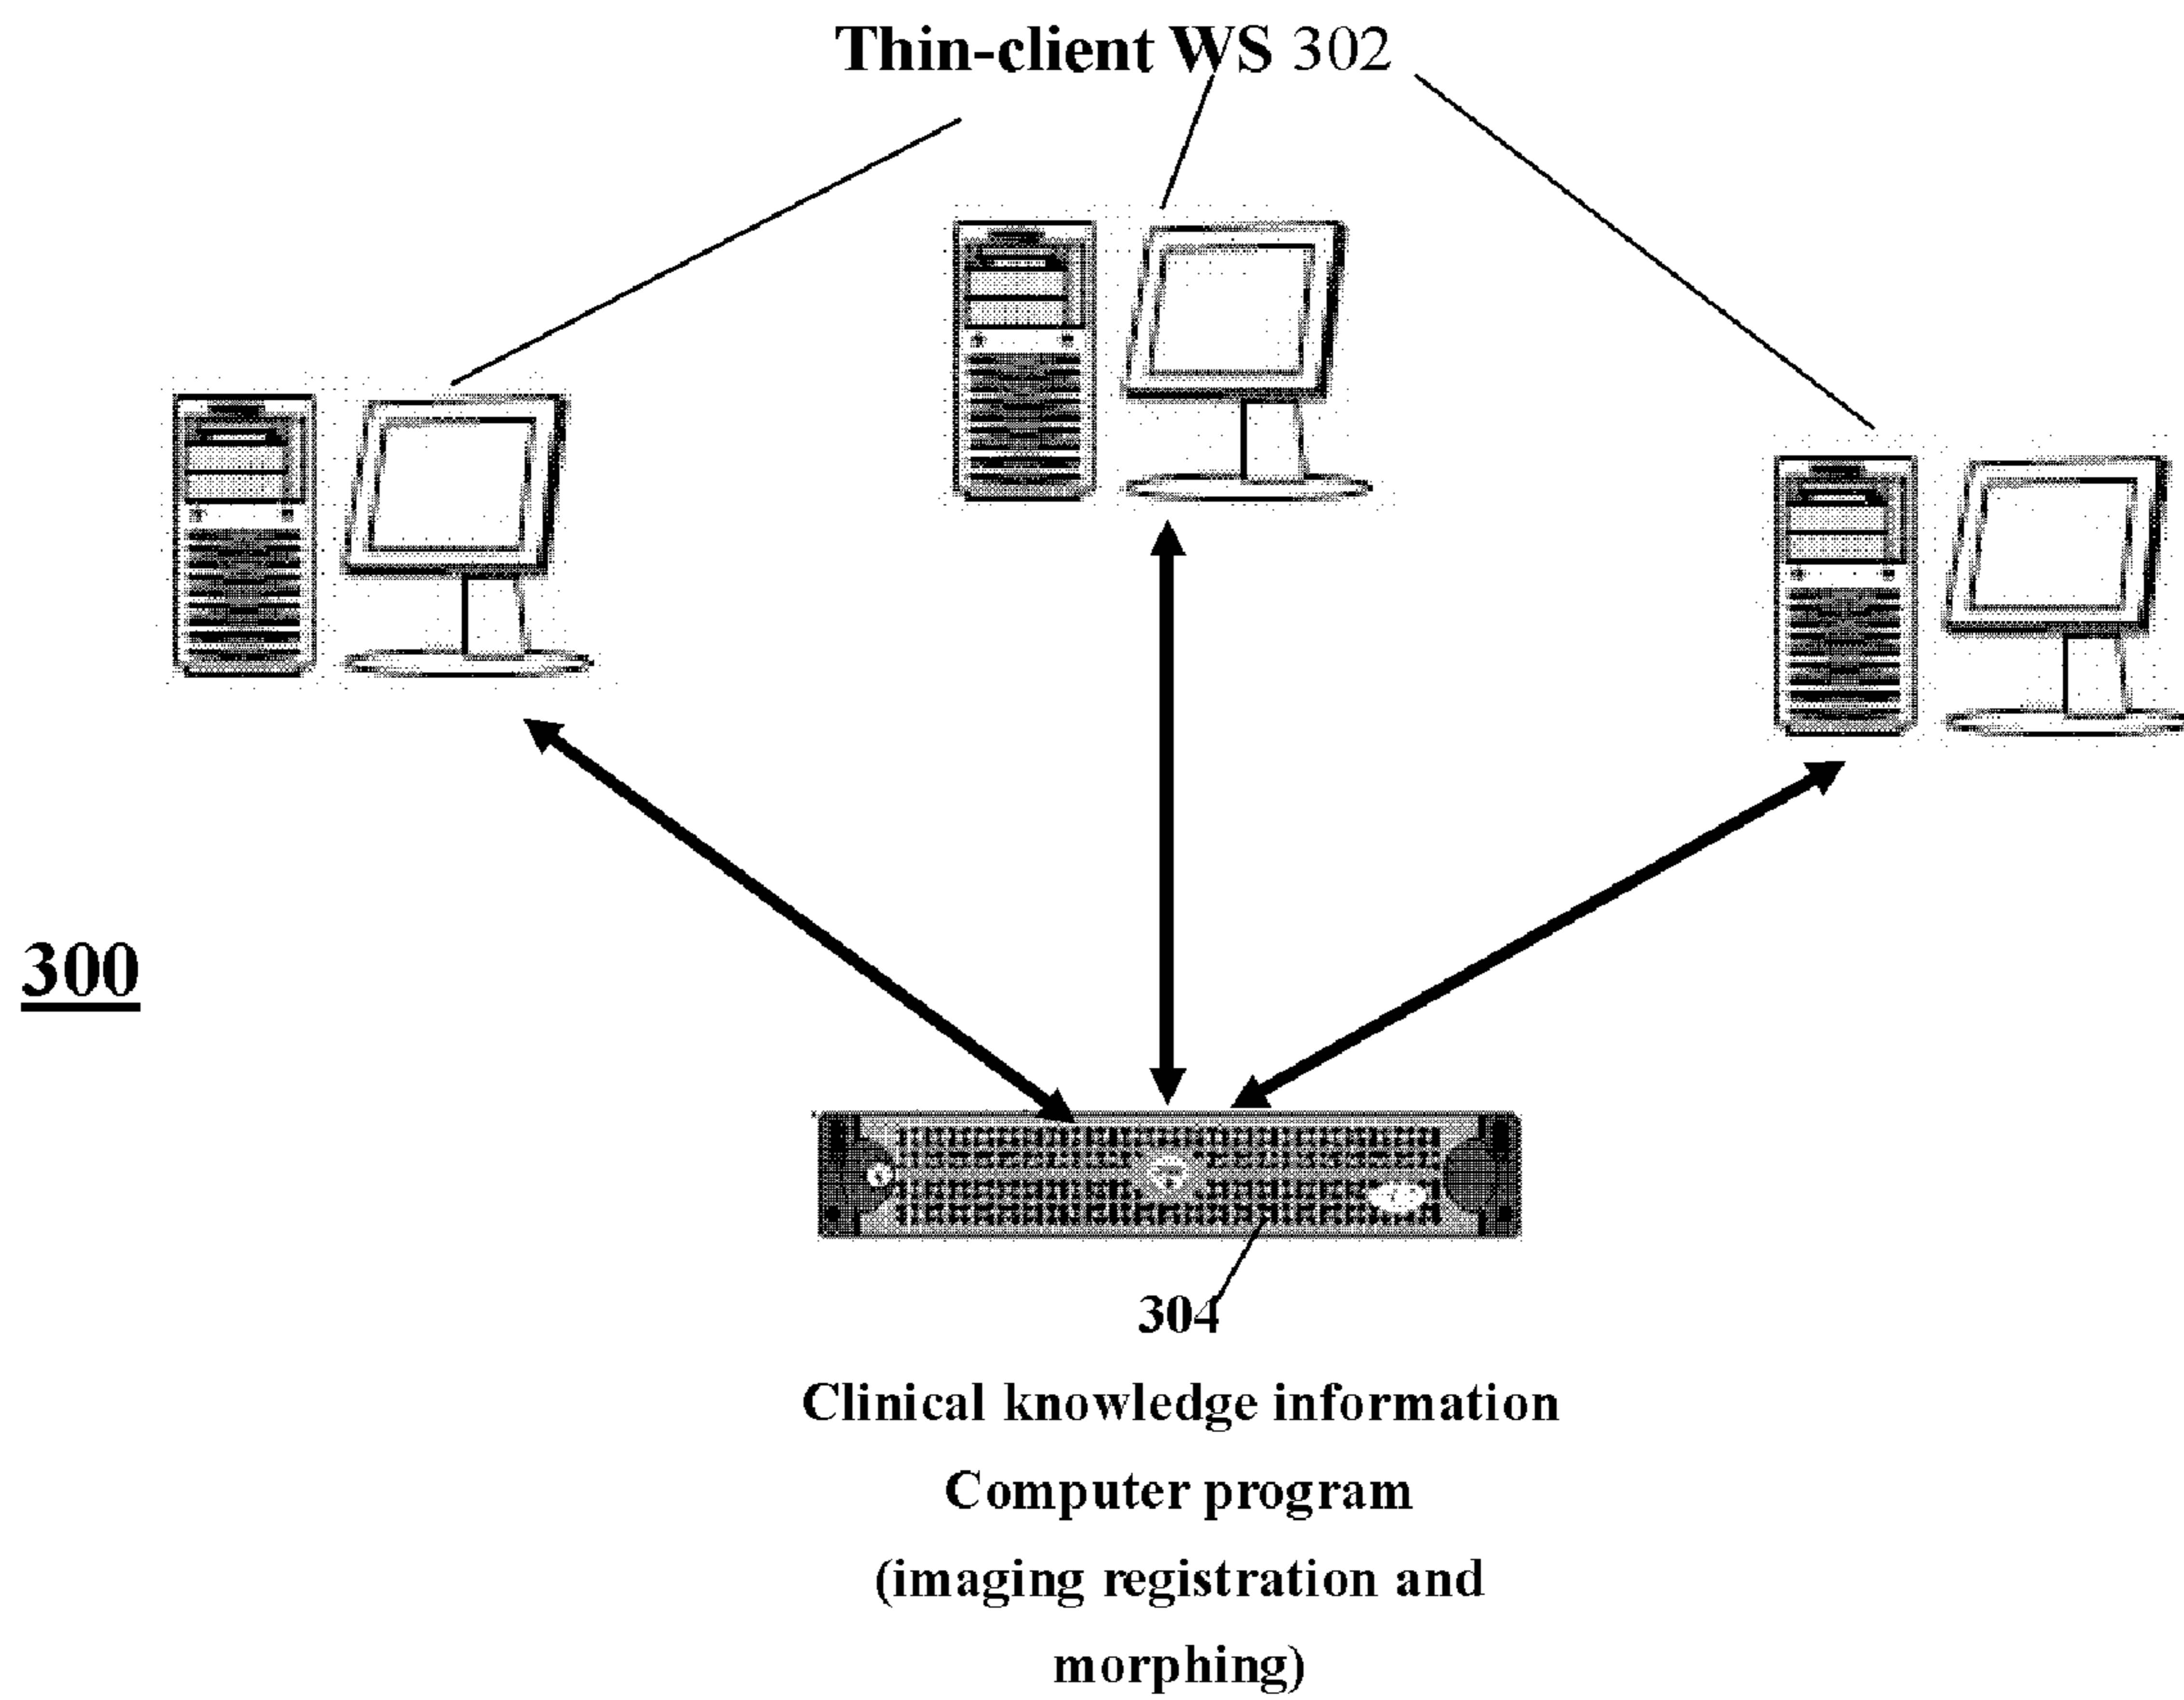 Thin-client WS 302
300
304
Clinical knowledge information
Computer program
(imaging registration and
morphing)